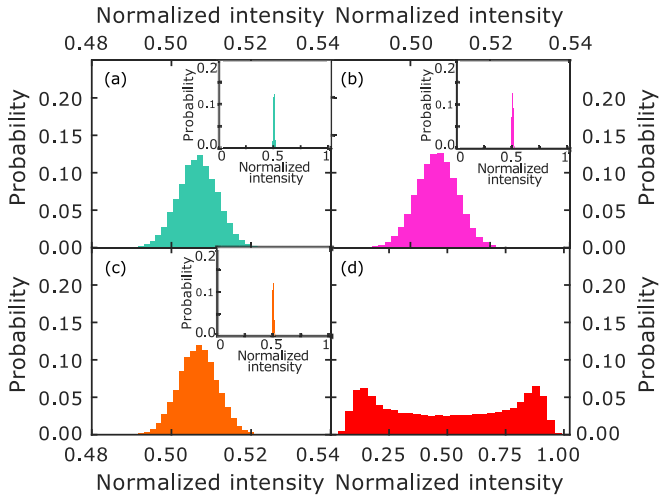 Normalized intensity Normalized intensity
0.48 0.50 0.52 0.54 0.50 0.52 0.54
(a) (b)
Probability 0.20 0.15 0.10 0.05 0.00
Probability 0.2 0.1 0.0
0 0.5 1
Normalized
intensity
Probability 0.2 0.1 0.0
0 0.5 1
Normalized
intensity
0.20 0.15 0.10 0.05 0.00 Probability
(c) (d)
Probability 0.20 0.15 0.10 0.05 0.00
Probability 0.2 0.1 0.0
0 0.5 1
Normalized
intensity
0.20 0.15 0.10 0.05 0.00 Probability
0.48 0.50 0.52 0.54 0.25 0.50 0.75 1.00
Normalized intensity Normalized intensity